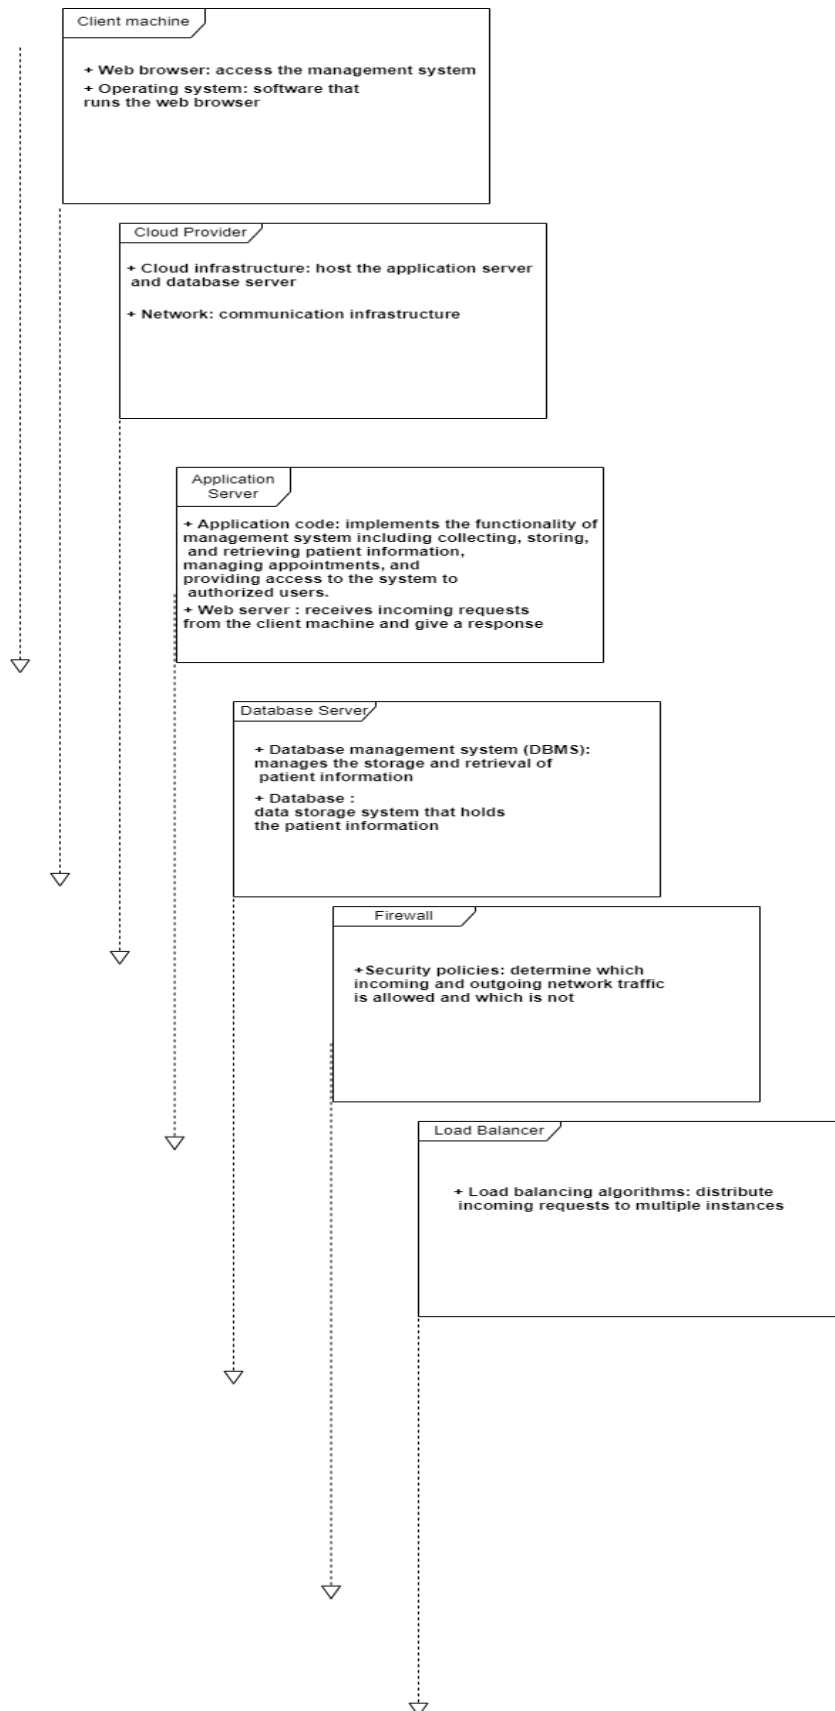 Client machine
+ Web browser: access the management system
+ Operating system: software that
runs the web browser
Cloud Provider
+ Cloud infrastructure: host the application server
and database server
+ Network: communication infrastructure
Application
Server
+ Application code: implements the functionality of
management system including collecting, storing,
and retrieving patient information,
managing appointments, and
providing access to the system to
authorized users.
+ Web server : receives incoming requests
from the client machine and give a response
Database Server
+ Database management system (DBMS):
manages the storage and retrieval of
patient information
+ Database :
data storage system that holds
the patient information
Firewall
+Security policies: determine which
incoming and outgoing network traffic
is allowed and which is not
Load Balancer
+ Load balancing algorithms: distribute
incoming requests to multiple instances